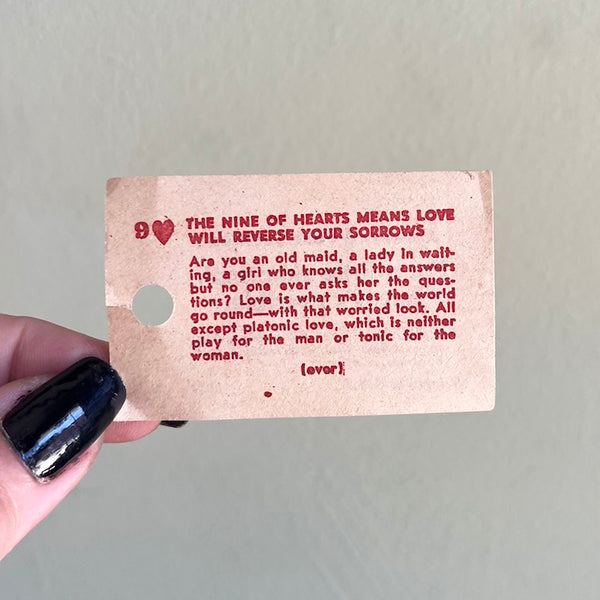 9♥ THE NINE OF HEARTS MEANS LOVE
WILL REVERSE YOUR SORROWS
Are you an old maid, a lady in wait-
ing, a girl who knows all the answers
but no one ever asks her the ques-
tions? Love is what makes the world
go round—with that worried look. All
except platonic love, which is neither
play for the man or tonic for the
woman.
(over)